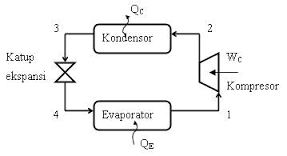 Q_C
3
2
Kondensor
Katup
ekspansi
W_C
Kompresor
4
Evaporator
1
Q_E